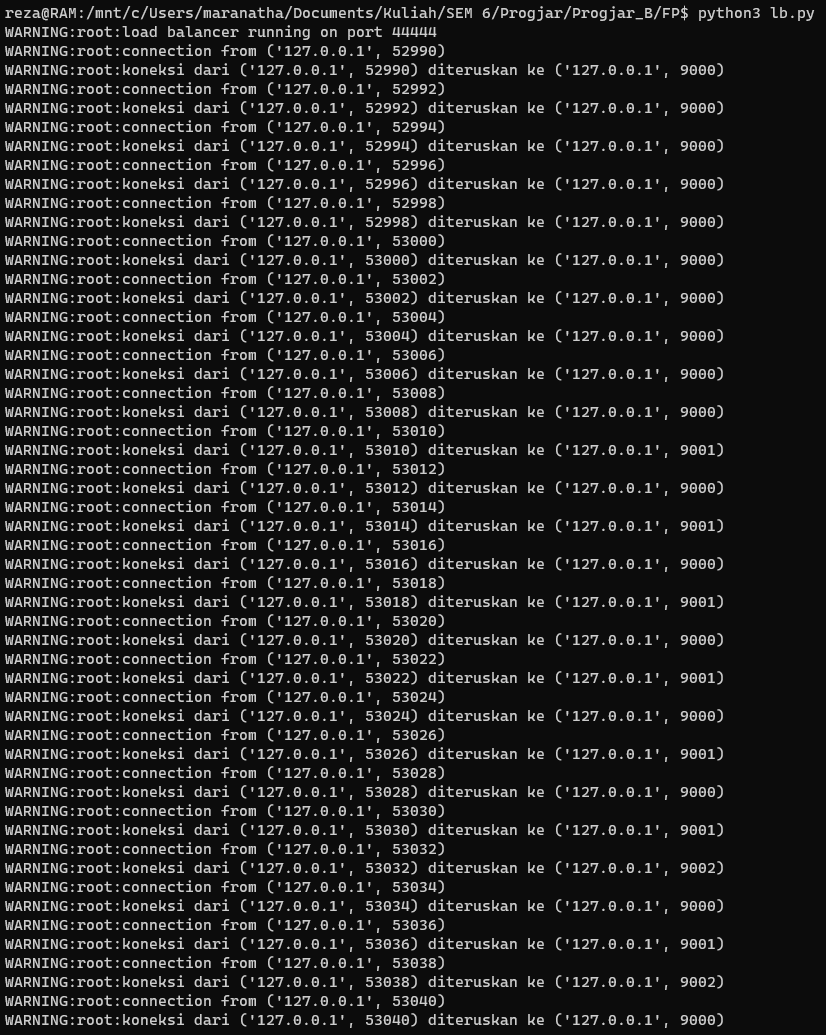 reza@RAM:/mnt/c/Users/maranatha/Documents/Kuliah/SEM 6/Progjar/Progjar_B/FP$ python3 lb.py
WARNING:root:load balancer running on port 44444
WARNING:root:connection from ('127.0.0.1', 52990)
WARNING:root:koneksi dari ('127.0.0.1', 52990) diteruskan ke ('127.0.0.1', 9000)
WARNING:root:connection from ('127.0.0.1', 52992)
WARNING:root:koneksi dari ('127.0.0.1', 52992) diteruskan ke ('127.0.0.1', 9000)
WARNING:root:connection from ('127.0.0.1', 52994)
WARNING:root:koneksi dari ('127.0.0.1', 52994) diteruskan ke ('127.0.0.1', 9000)
WARNING:root:connection from ('127.0.0.1', 52996)
WARNING:root:koneksi dari ('127.0.0.1', 52996) diteruskan ke ('127.0.0.1', 9000)
WARNING:root:connection from ('127.0.0.1', 52998)
WARNING:root:koneksi dari ('127.0.0.1', 52998) diteruskan ke ('127.0.0.1', 9000)
WARNING:root:connection from ('127.0.0.1', 53000)
WARNING:root:koneksi dari ('127.0.0.1', 53000) diteruskan ke ('127.0.0.1', 9000)
WARNING:root:connection from ('127.0.0.1', 53002)
WARNING:root:koneksi dari ('127.0.0.1', 53002) diteruskan ke ('127.0.0.1', 9000)
WARNING:root:connection from ('127.0.0.1', 53004)
WARNING:root:koneksi dari ('127.0.0.1', 53004) diteruskan ke ('127.0.0.1', 9000)
WARNING:root:connection from ('127.0.0.1', 53006)
WARNING:root:koneksi dari ('127.0.0.1', 53006) diteruskan ke ('127.0.0.1', 9000)
WARNING:root:connection from ('127.0.0.1', 53008)
WARNING:root:koneksi dari ('127.0.0.1', 53008) diteruskan ke ('127.0.0.1', 9000)
WARNING:root:connection from ('127.0.0.1', 53010)
WARNING:root:koneksi dari ('127.0.0.1', 53010) diteruskan ke ('127.0.0.1', 9001)
WARNING:root:connection from ('127.0.0.1', 53012)
WARNING:root:koneksi dari ('127.0.0.1', 53012) diteruskan ke ('127.0.0.1', 9000)
WARNING:root:connection from ('127.0.0.1', 53014)
WARNING:root:koneksi dari ('127.0.0.1', 53014) diteruskan ke ('127.0.0.1', 9001)
WARNING:root:connection from ('127.0.0.1', 53016)
WARNING:root:koneksi dari ('127.0.0.1', 53016) diteruskan ke ('127.0.0.1', 9000)
WARNING:root:connection from ('127.0.0.1', 53018)
WARNING:root:koneksi dari ('127.0.0.1', 53018) diteruskan ke ('127.0.0.1', 9001)
WARNING:root:connection from ('127.0.0.1', 53020)
WARNING:root:koneksi dari ('127.0.0.1', 53020) diteruskan ke ('127.0.0.1', 9000)
WARNING:root:connection from ('127.0.0.1', 53022)
WARNING:root:koneksi dari ('127.0.0.1', 53022) diteruskan ke ('127.0.0.1', 9001)
WARNING:root:connection from ('127.0.0.1', 53024)
WARNING:root:koneksi dari ('127.0.0.1', 53024) diteruskan ke ('127.0.0.1', 9000)
WARNING:root:connection from ('127.0.0.1', 53026)
WARNING:root:koneksi dari ('127.0.0.1', 53026) diteruskan ke ('127.0.0.1', 9001)
WARNING:root:connection from ('127.0.0.1', 53028)
WARNING:root:koneksi dari ('127.0.0.1', 53028) diteruskan ke ('127.0.0.1', 9000)
WARNING:root:connection from ('127.0.0.1', 53030)
WARNING:root:koneksi dari ('127.0.0.1', 53030) diteruskan ke ('127.0.0.1', 9001)
WARNING:root:connection from ('127.0.0.1', 53032)
WARNING:root:koneksi dari ('127.0.0.1', 53032) diteruskan ke ('127.0.0.1', 9002)
WARNING:root:connection from ('127.0.0.1', 53034)
WARNING:root:koneksi dari ('127.0.0.1', 53034) diteruskan ke ('127.0.0.1', 9000)
WARNING:root:connection from ('127.0.0.1', 53036)
WARNING:root:koneksi dari ('127.0.0.1', 53036) diteruskan ke ('127.0.0.1', 9001)
WARNING:root:connection from ('127.0.0.1', 53038)
WARNING:root:koneksi dari ('127.0.0.1', 53038) diteruskan ke ('127.0.0.1', 9002)
WARNING:root:connection from ('127.0.0.1', 53040)
WARNING:root:koneksi dari ('127.0.0.1', 53040) diteruskan ke ('127.0.0.1', 9000)